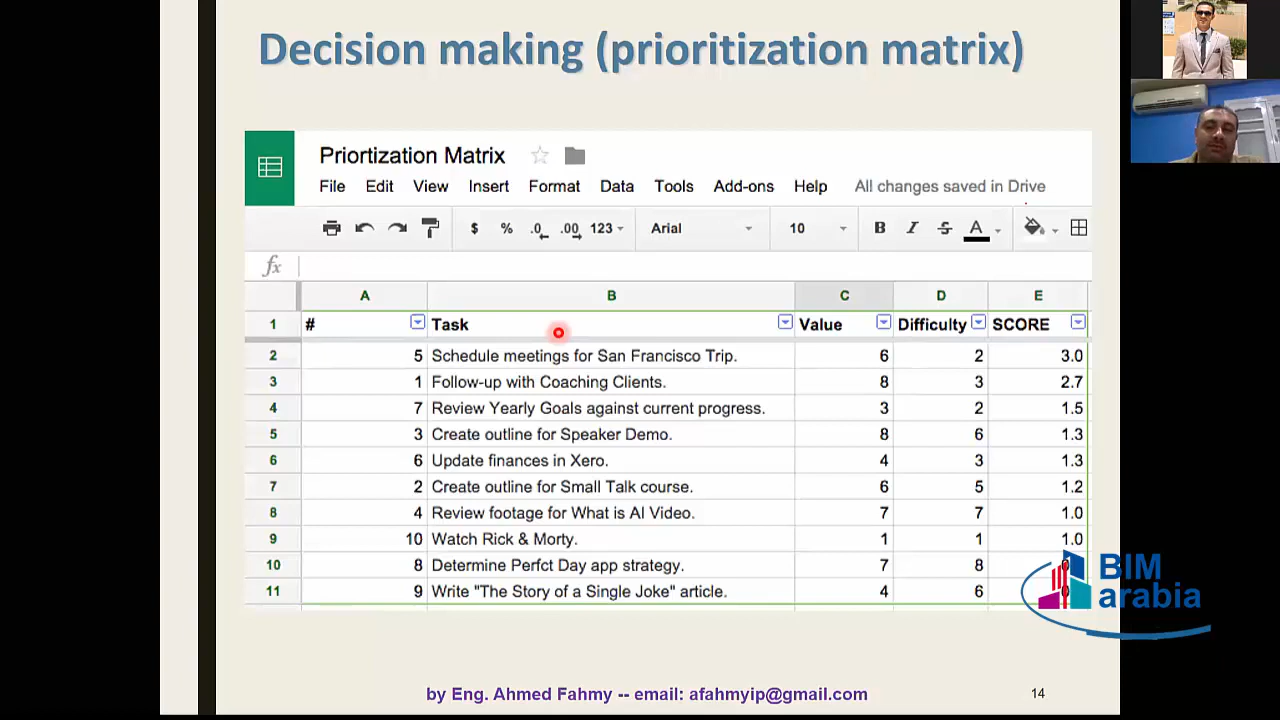 Decision making (prioritization matrix)
Priortization Matrix
File Edit View Insert Format Data Tools Add-ons Help All changes saved in Drive
$ % .0 .00 123 Arial 10 B I S A
fx
A B C D E
1 # Task Value Difficulty SCORE
2 5 Schedule meetings for San Francisco Trip. 6 2 3.0
3 1 Follow-up with Coaching Clients. 8 3 2.7
4 7 Review Yearly Goals against current progress. 3 2 1.5
5 3 Create outline for Speaker Demo. 8 6 1.3
6 6 Update finances in Xero. 4 3 1.3
7 2 Create outline for Small Talk course. 6 5 1.2
8 4 Review footage for What is AI Video. 7 7 1.0
9 10 Watch Rick & Morty. 1 1 1.0
10 8 Determine Perfct Day app strategy. 7 8
11 9 Write "The Story of a Single Joke" article. 4 6
BIM
arabia
by Eng. Ahmed Fahmy -- email: afahmyip@gmail.com
14